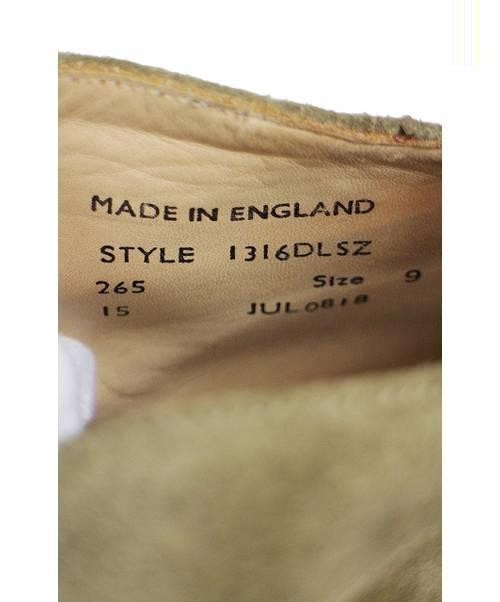 MADE IN ENGLAND
STYLE 1316DLSZ
265 Size 9
15 JUL0818